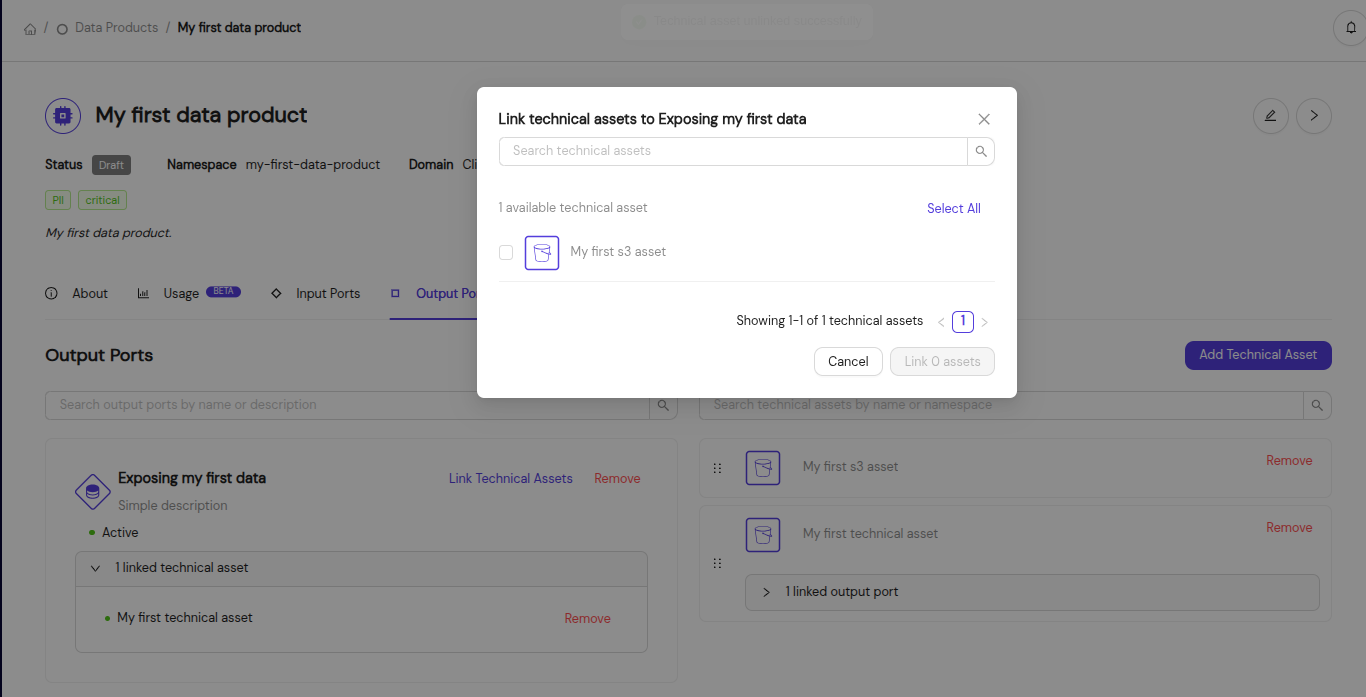 / Data Products / My first data product
Technical asset unlinked successfully
My first data product
Status Draft Namespace my-first-data-product Domain Cli
PII critical
My first data product.
About Usage BETA Input Ports Output Po
Link technical assets to Exposing my first data
Search technical assets
1 available technical asset Select All
My first s3 asset
Showing 1-1 of 1 technical assets < 1 >
Cancel Link 0 assets
Output Ports
Add Technical Asset
Search output ports by name or description
Search technical assets by name or namespace
Exposing my first data Link Technical Assets Remove
Simple description
Active
1 linked technical asset
My first technical asset Remove
My first s3 asset Remove
My first technical asset Remove
1 linked output port